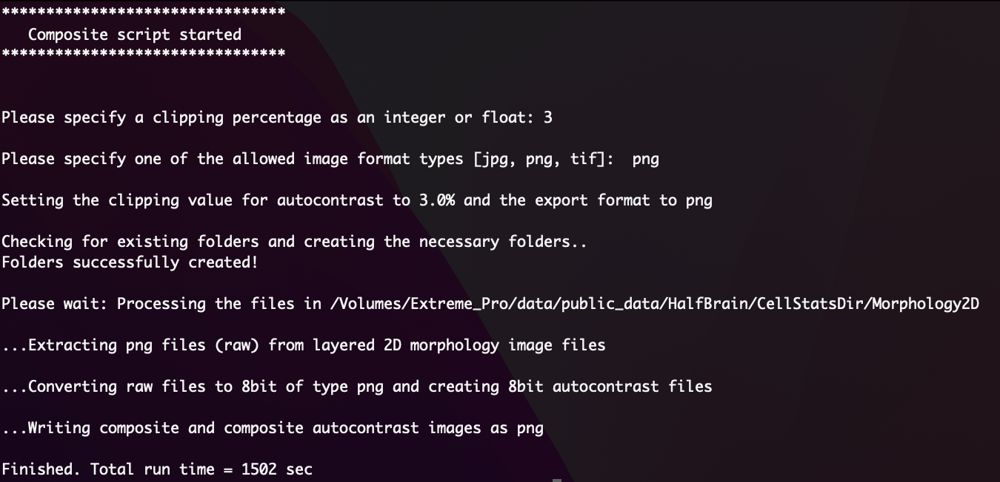 ********************************
Composite script started
********************************
Please specify a clipping percentage as an integer or float: 3
Please specify one of the allowed image format types [jpg, png, tif]:  png
Setting the clipping value for autocontrast to 3.0% and the export format to png
Checking for existing folders and creating the necessary folders..
Folders successfully created!
Please wait: Processing the files in /Volumes/Extreme_Pro/data/public_data/HalfBrain/CellStatsDir/Morphology2D
...Extracting png files (raw) from layered 2D morphology image files
...Converting raw files to 8bit of type png and creating 8bit autocontrast files
...Writing composite and composite autocontrast images as png
Finished. Total run time = 1502 sec